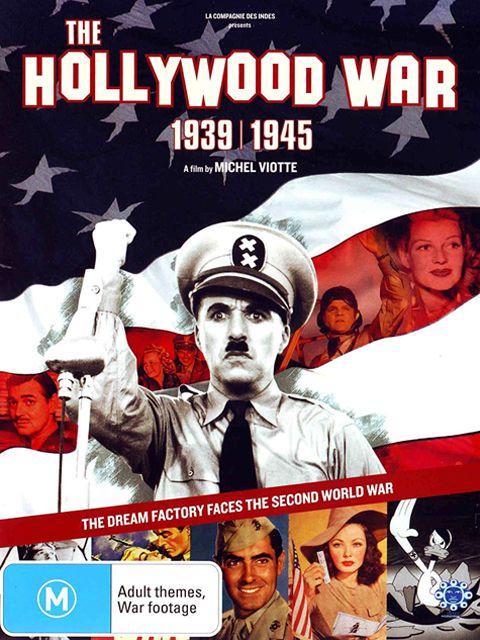 LA COMPAGNIE DES INDES
presents
THE
HOLLYWOOD WAR
1939 | 1945
A film by MICHEL VIOTTE
THE DREAM FACTORY FACES THE SECOND WORLD WAR
M
Adult themes,
War footage